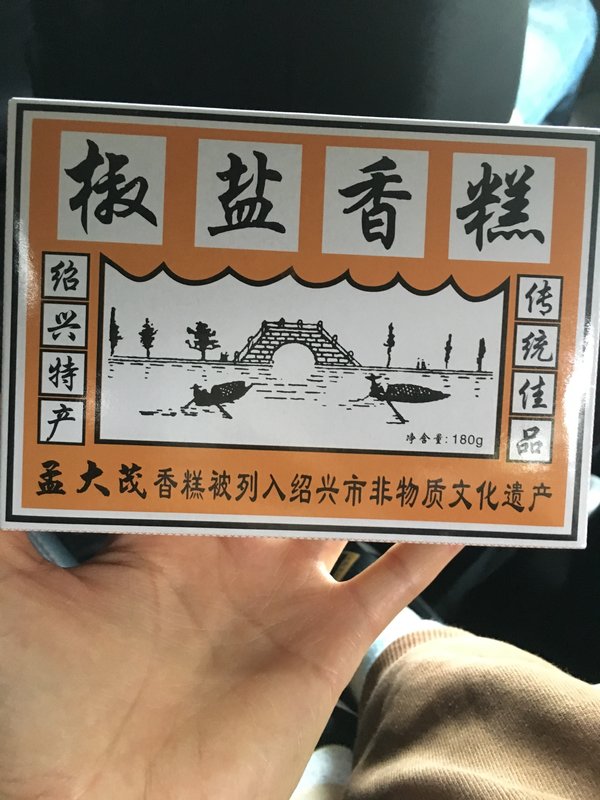 椒盐香糕
绍兴特产
传统佳品
净含量:180g
孟大茂香糕被列入绍兴市非物质文化遗产